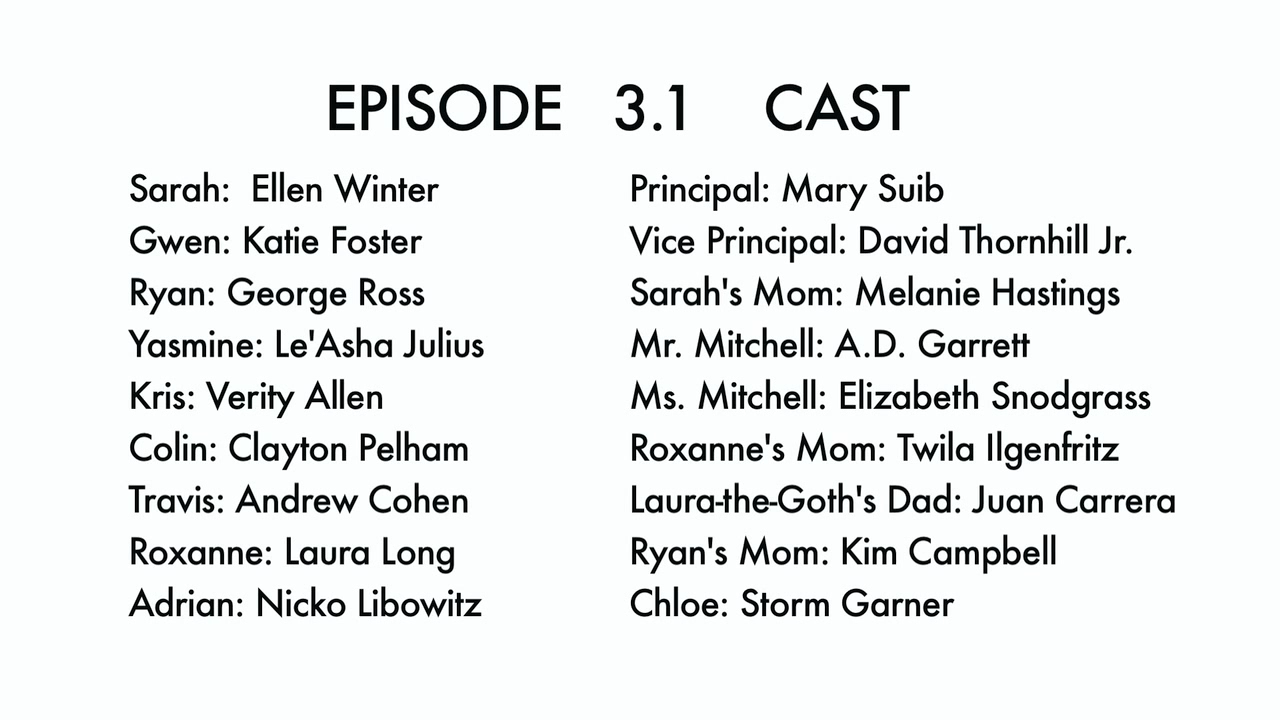 EPISODE 3.1 CAST
Sarah: Ellen Winter
Gwen: Katie Foster
Ryan: George Ross
Yasmine: Le'Asha Julius
Kris: Verity Allen
Colin: Clayton Pelham
Travis: Andrew Cohen
Roxanne: Laura Long
Adrian: Nicko Libowitz
Principal: Mary Suib
Vice Principal: David Thornhill Jr.
Sarah's Mom: Melanie Hastings
Mr. Mitchell: A.D. Garrett
Ms. Mitchell: Elizabeth Snodgrass
Roxanne's Mom: Twila Ilgenfritz
Laura-the-Goth's Dad: Juan Carrera
Ryan's Mom: Kim Campbell
Chloe: Storm Garner